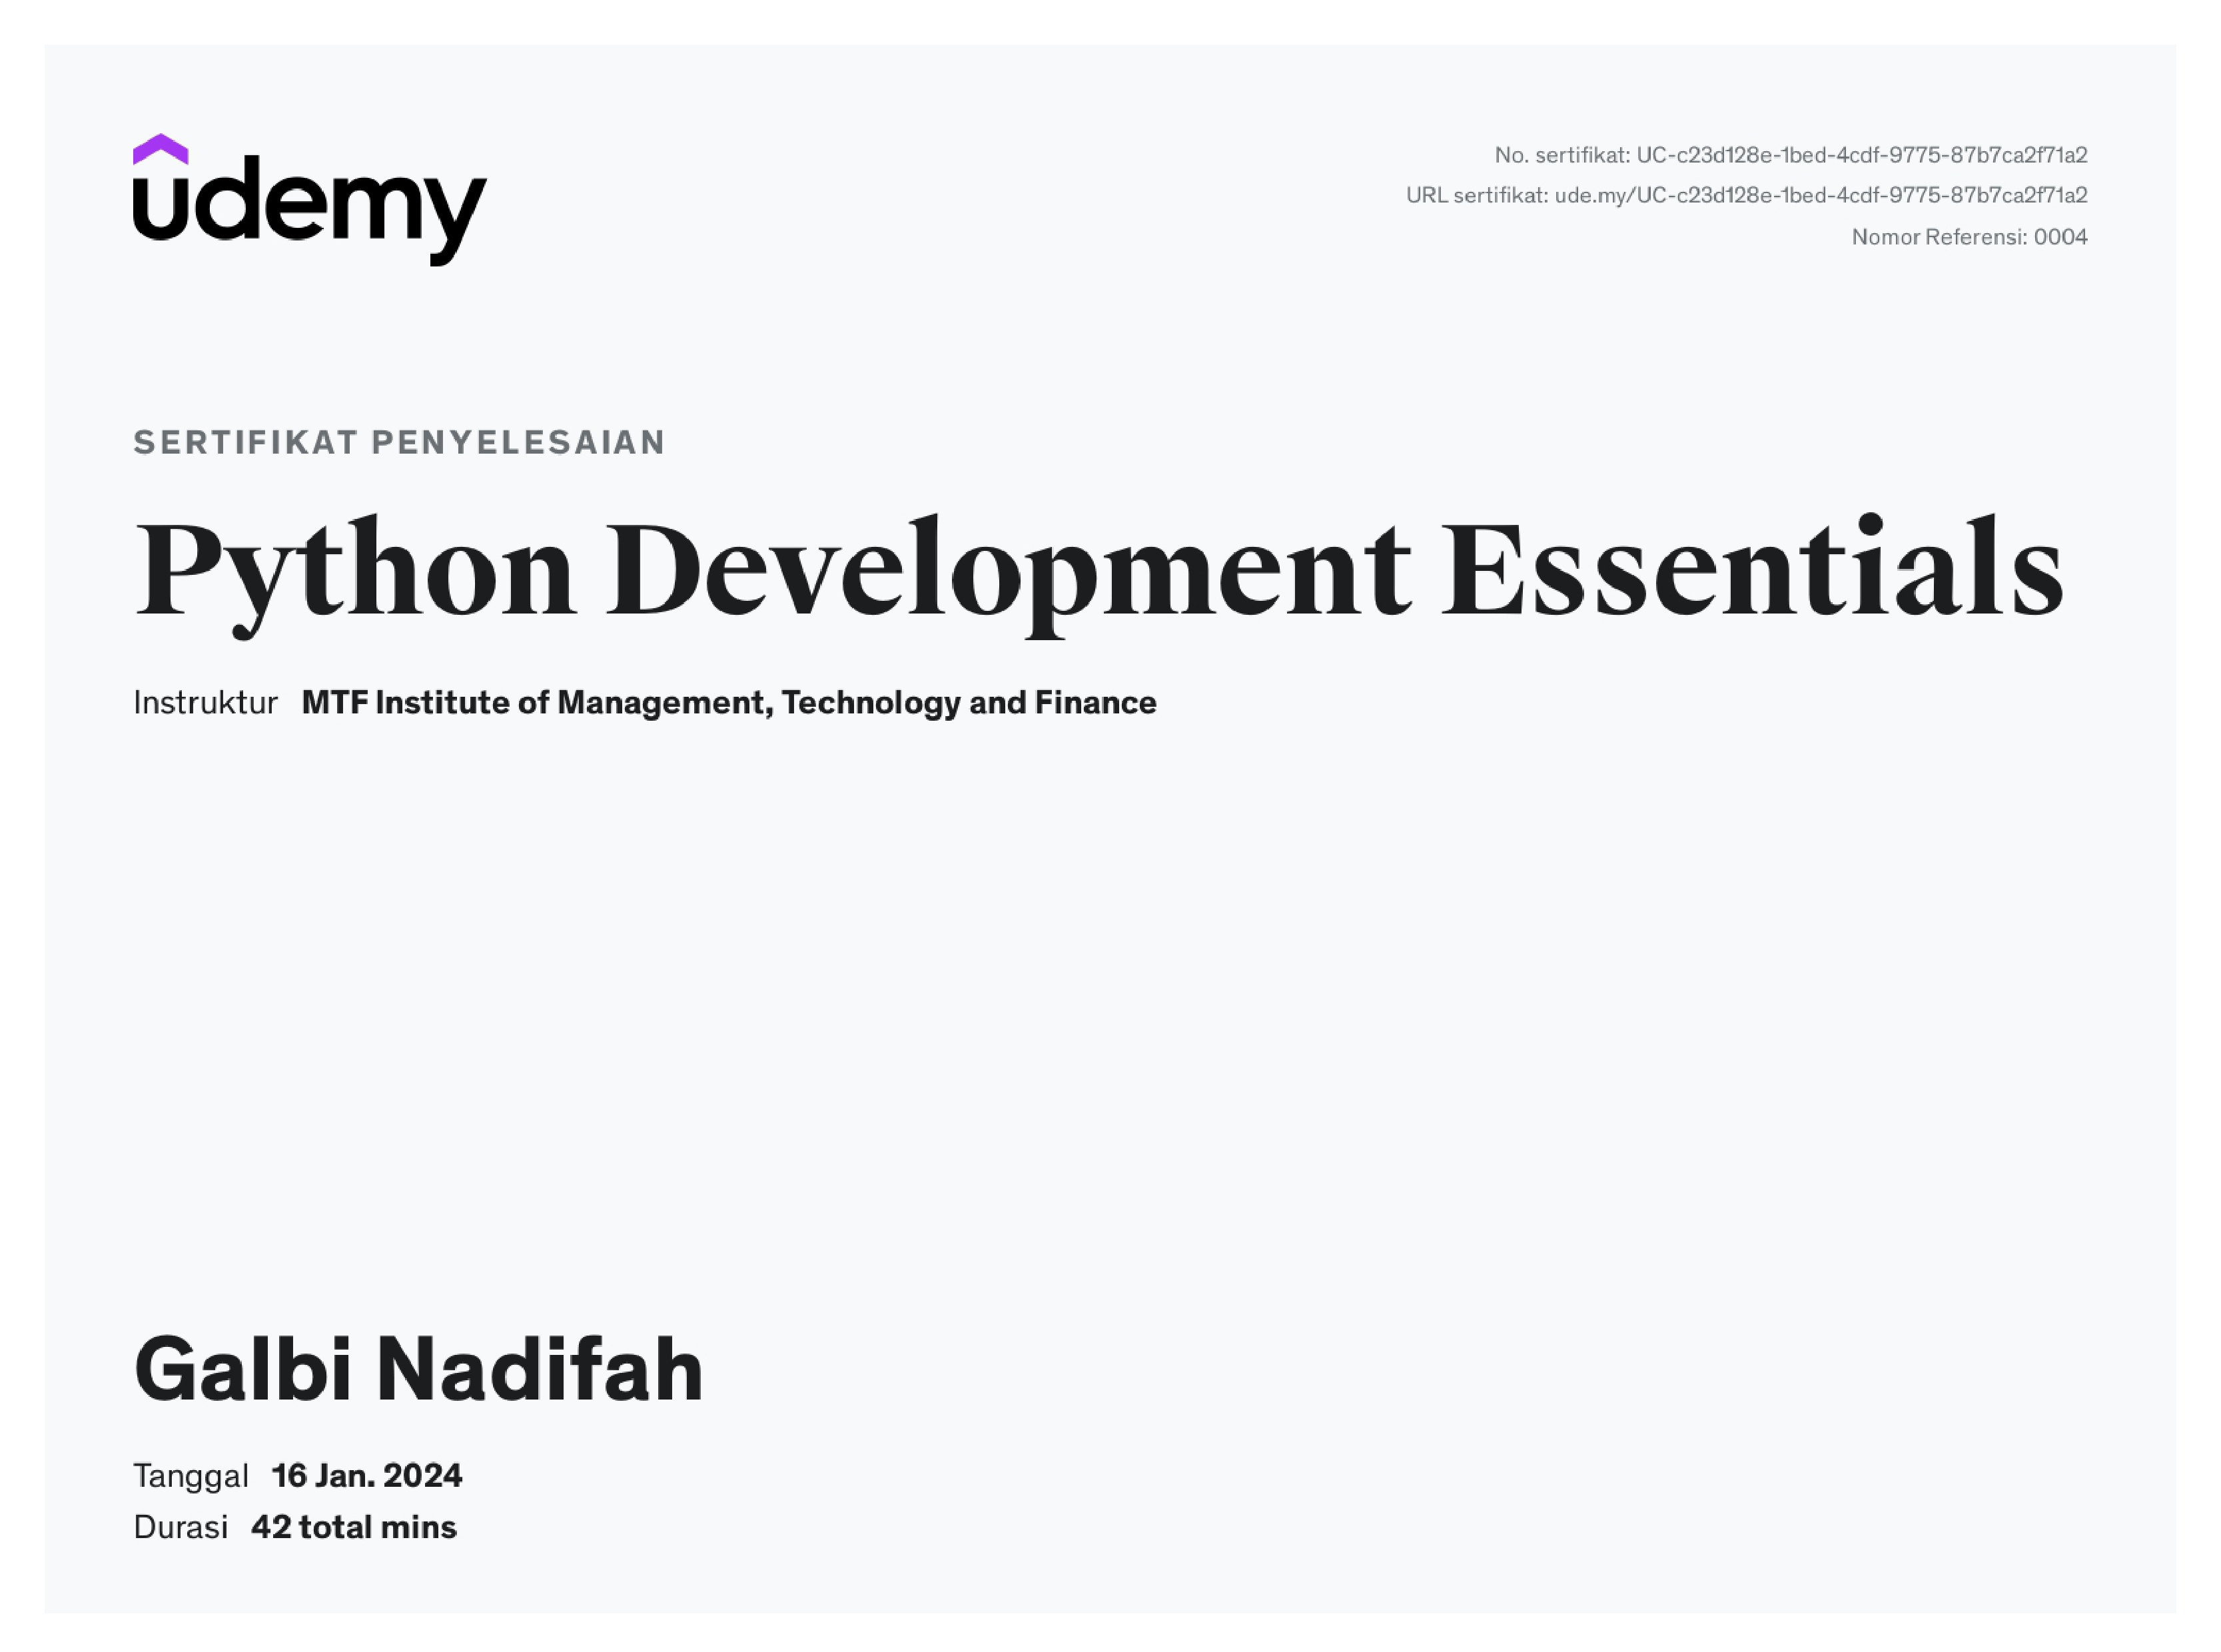 udemy
No. sertifikat: UC-c23d128e-1bed-4cdf-9775-87b7ca2f71a2
URL sertifikat: ude.my/UC-c23d128e-1bed-4cdf-9775-87b7ca2f71a2
Nomor Referensi: 0004
SERTIFIKAT PENYELESAIAN
Python Development Essentials
Instruktur MTF Institute of Management, Technology and Finance
Galbi Nadifah
Tanggal 16 Jan. 2024
Durasi 42 total mins